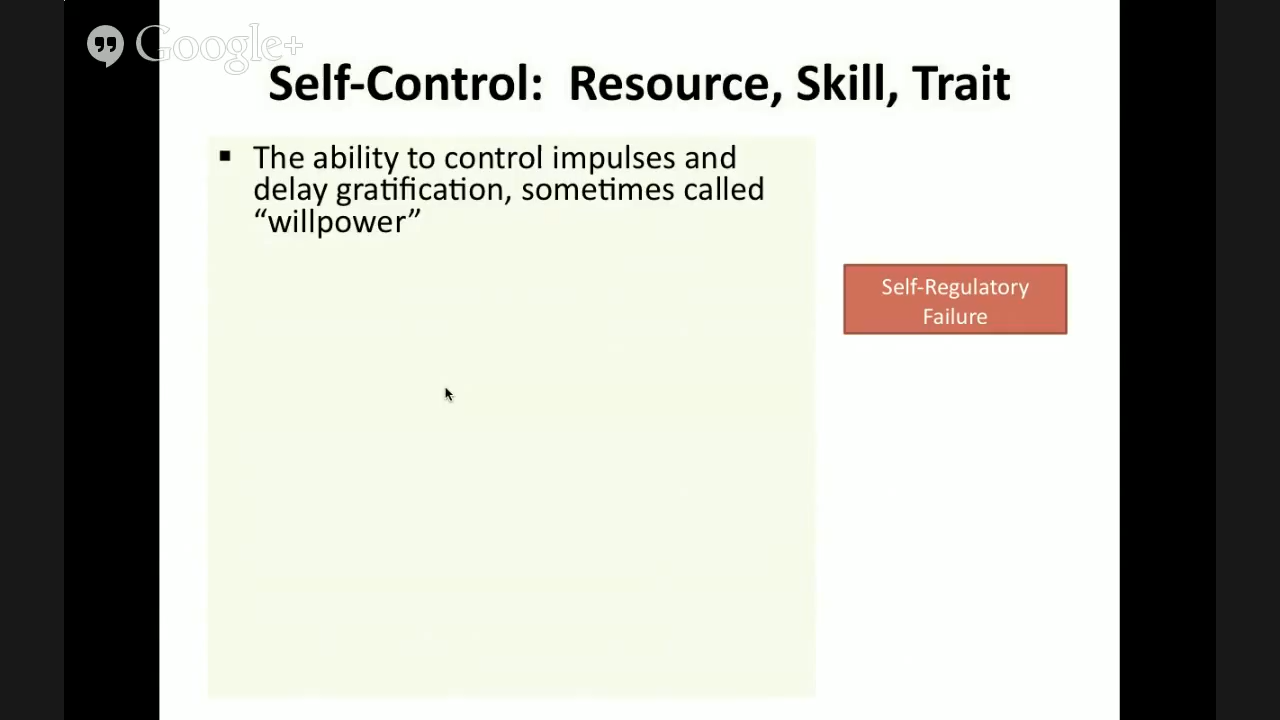 Google+
Self-Control: Resource, Skill, Trait
▪ The ability to control impulses and
delay gratification, sometimes called
“willpower”
Self-Regulatory
Failure